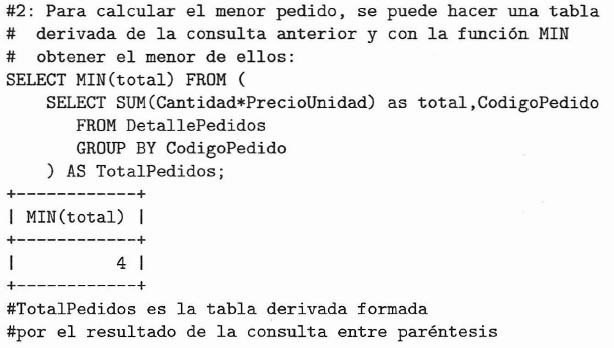 #2: Para calcular el menor pedido, se puede hacer una tabla
#  derivada de la consulta anterior y con la función MIN
#  obtener el menor de ellos:
SELECT MIN(total) FROM (
    SELECT SUM(Cantidad*PrecioUnidad) as total,CodigoPedido
       FROM DetallePedidos
       GROUP BY CodigoPedido
    ) AS TotalPedidos;
+------------+
| MIN(total) |
+------------+
|          4 |
+------------+
#TotalPedidos es la tabla derivada formada
#por el resultado de la consulta entre paréntesis